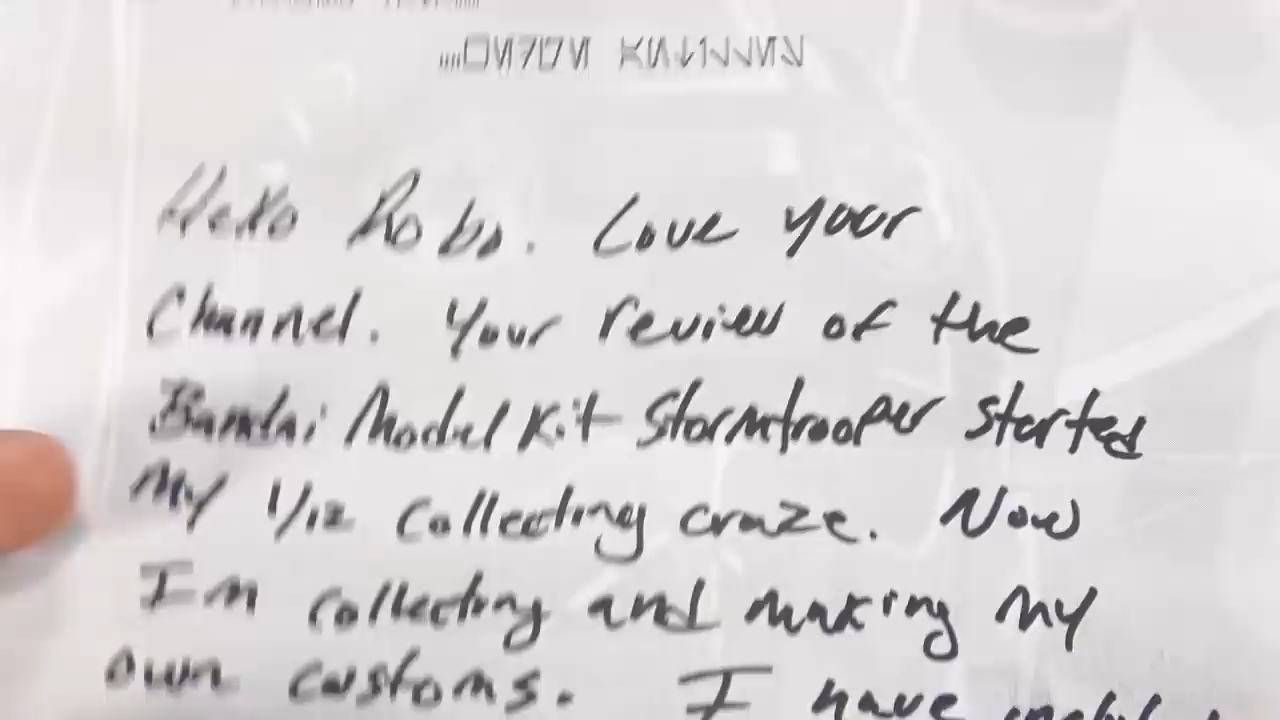 Hello Robo. Love your
Channel. Your review of the
Bandai Model Kit Stormtrooper started
My 1/12 collecting craze. Now
I'm collecting and making my
own customs. I have